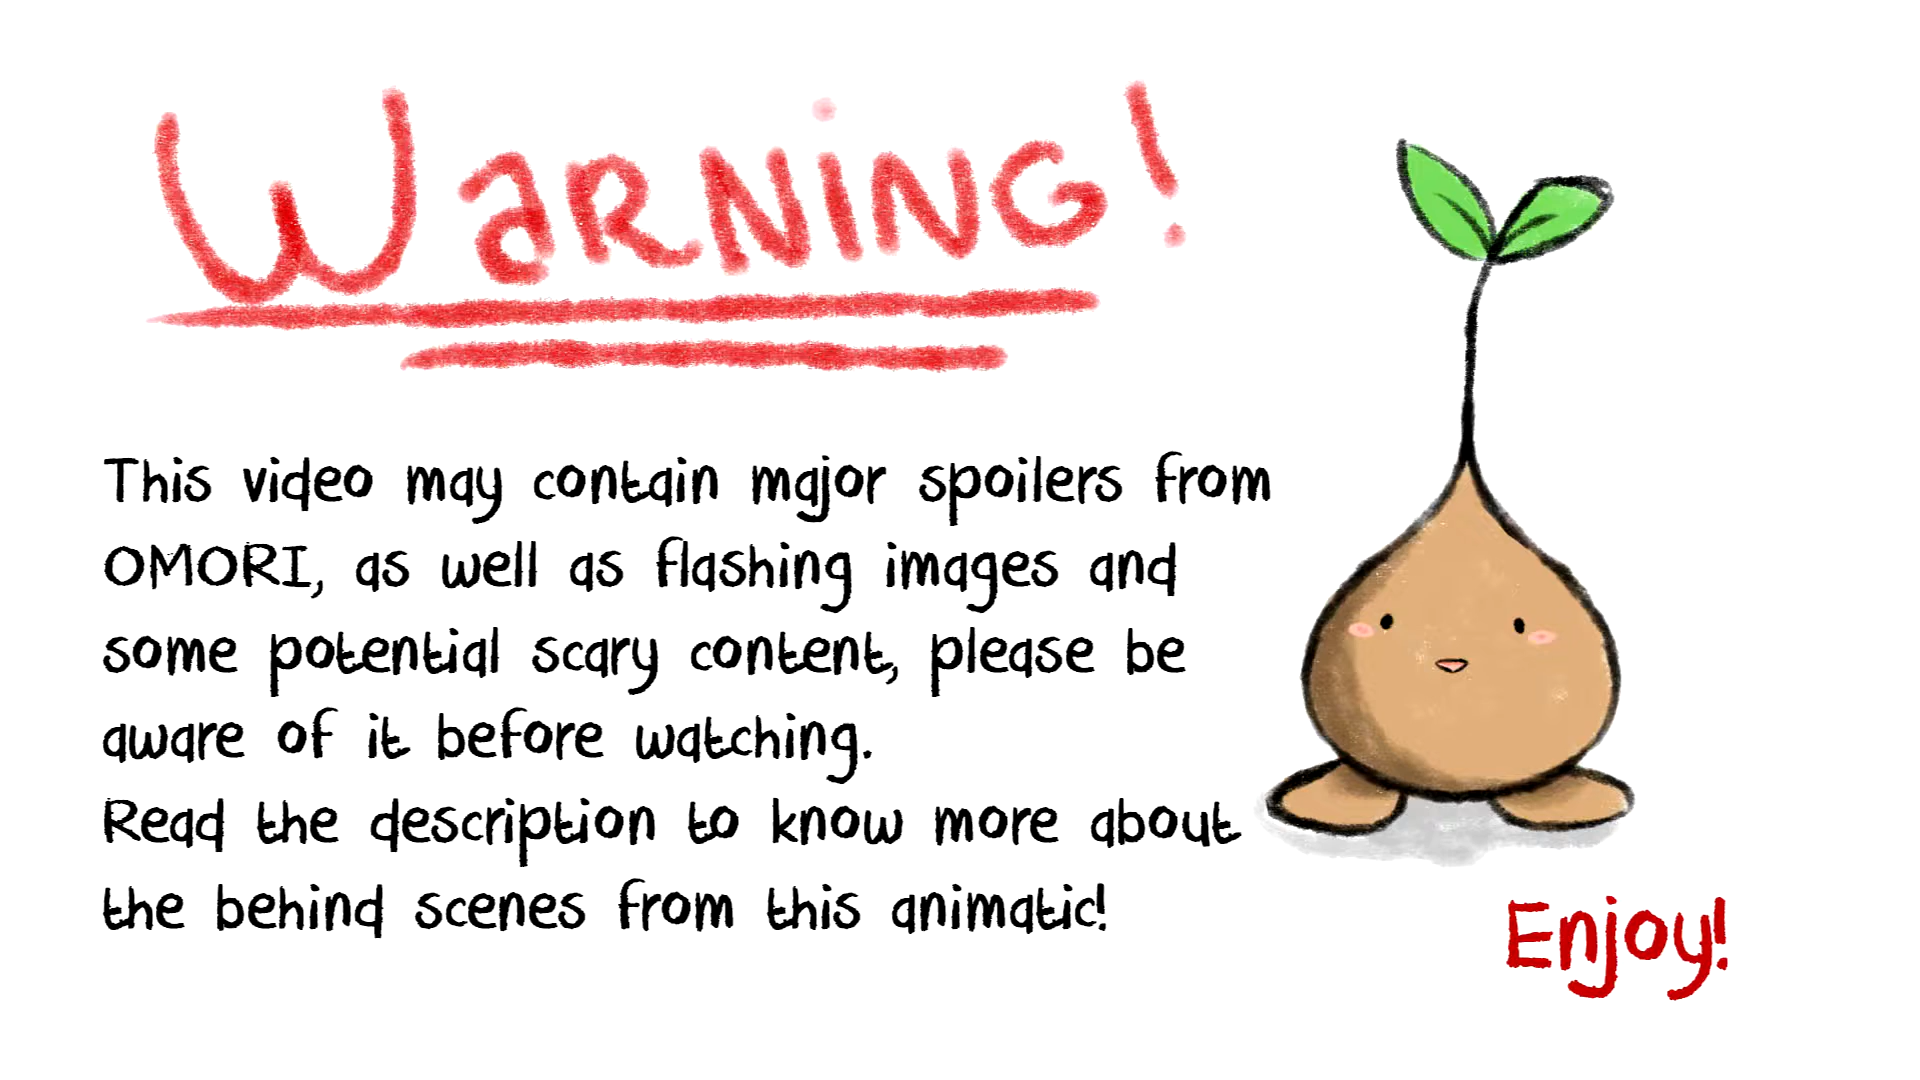 Warning!
This video may contain major spoilers from
OMORI, as well as flashing images and
some potential scary content, please be
aware of it before watching.
Read the description to know more about
the behind scenes from this animatic!
Enjoy!